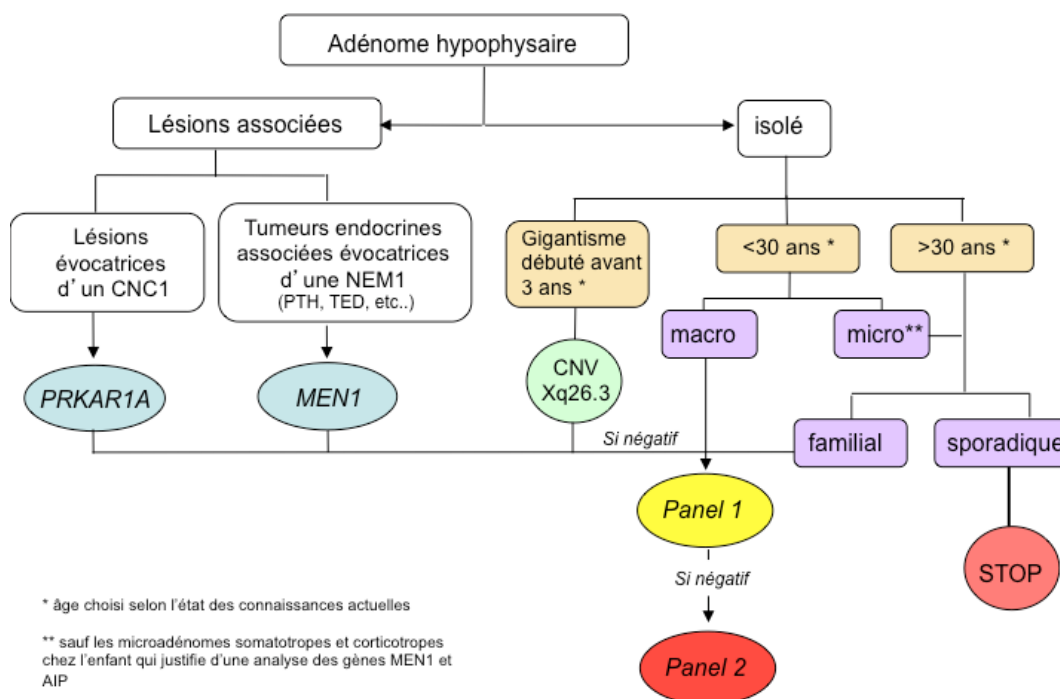 Adénome hypophysaire
Lésions associées
isolé
Lésions
évocatrices
d'un CNC1
Tumeurs endocrines
associées évocatrices
d'une NEM1
(PTH, TED, etc..)
Gigantisme
débuté avant
3 ans *
<30 ans *
>30 ans *
macro
micro**
PRKAR1A
MEN1
CNV
Xq26.3
Si négatif
familial
sporadique
Panel 1
STOP
Si négatif
Panel 2
* âge choisi selon l'état des connaissances actuelles
** sauf les microadénomes somatotropes et corticotropes
chez l'enfant qui justifie d'une analyse des gènes MEN1 et
AIP